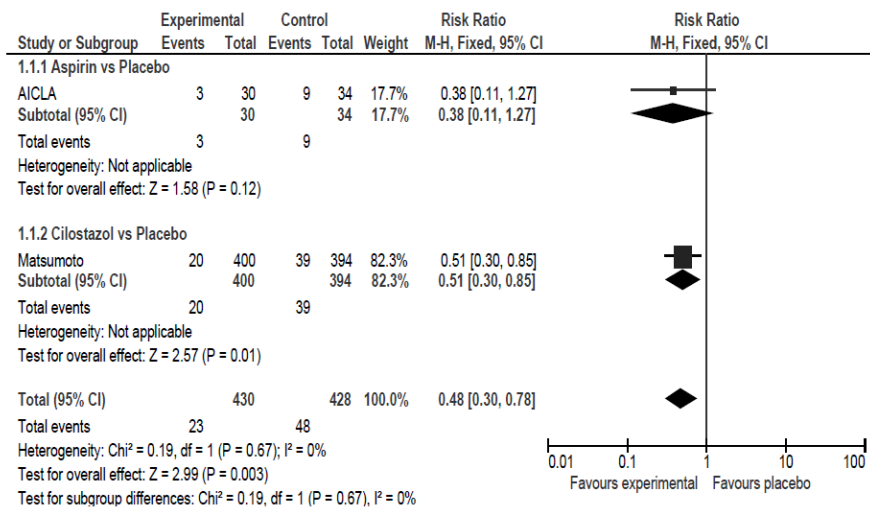 Experimental Control Risk Ratio Risk Ratio
Study or Subgroup Events Total Events Total Weight M-H, Fixed, 95% CI M-H, Fixed, 95% CI
1.1.1 Aspirin vs Placebo
AICLA 3 30 9 34 17.7% 0.38 [0.11, 1.27]
Subtotal (95% CI) 30 34 17.7% 0.38 [0.11, 1.27]
Total events 3 9
Heterogeneity: Not applicable
Test for overall effect: Z = 1.58 (P = 0.12)
1.1.2 Cilostazol vs Placebo
Matsumoto 20 400 39 394 82.3% 0.51 [0.30, 0.85]
Subtotal (95% CI) 400 394 82.3% 0.51 [0.30, 0.85]
Total events 20 39
Heterogeneity: Not applicable
Test for overall effect: Z = 2.57 (P = 0.01)
Total (95% CI) 430 428 100.0% 0.48 [0.30, 0.78]
Total events 23 48
Heterogeneity: Chi² = 0.19, df = 1 (P = 0.67); I² = 0%
Test for overall effect: Z = 2.99 (P = 0.003)
Test for subgroup differences: Chi² = 0.19, df = 1 (P = 0.67), I² = 0%
0.01 0.1 1 10 100
Favours experimental Favours placebo